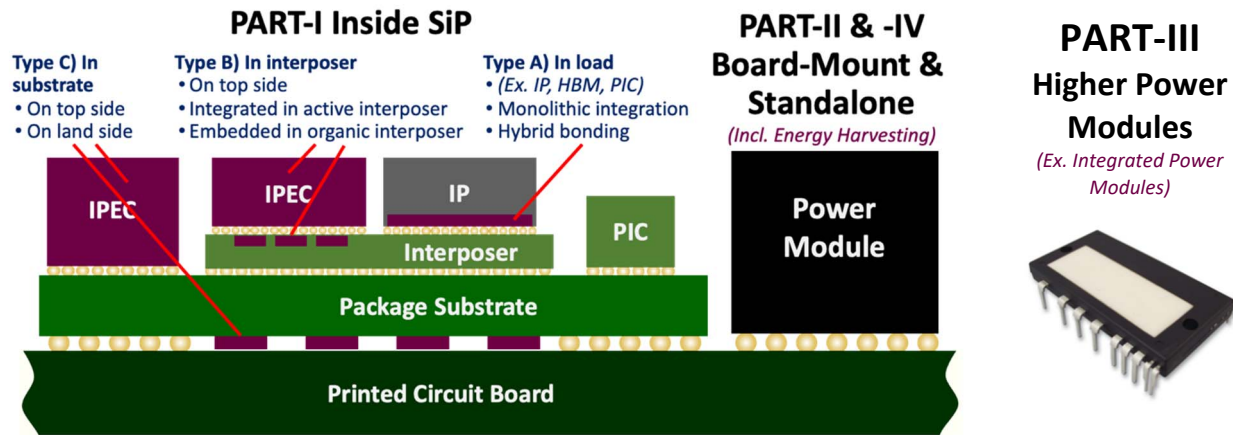 PART-I Inside SiP
Type C) In
substrate
• On top side
• On land side
Type B) In interposer
• On top side
• Integrated in active interposer
• Embedded in organic interposer
Type A) In load
• (Ex. IP, HBM, PIC)
• Monolithic integration
• Hybrid bonding
IPEC
IPEC
IP
PIC
Interposer
Package Substrate
Printed Circuit Board
PART-II & -IV
Board-Mount &
Standalone
(Incl. Energy Harvesting)
Power
Module
PART-III
Higher Power
Modules
(Ex. Integrated Power
Modules)